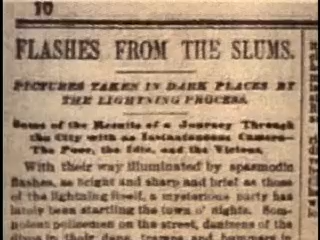 10
FLASHES FROM THE SLUMS.
PICTURES TAKEN IN DARK PLACES BY
THE LIGHTNING PROCESS.
Some of the Results of a Journey Through
the City with an Instantaneous Camera—
The Poor, the Idle, and the Vicious.
With their way illuminated by spasmodic
flashes, as bright and sharp and brief as those
of the lightning itself, a mysterious party has
lately been startling the town o' nights. Som-
nolent policemen on the street, denizens of the
dives in their dens, tramps and bummers in